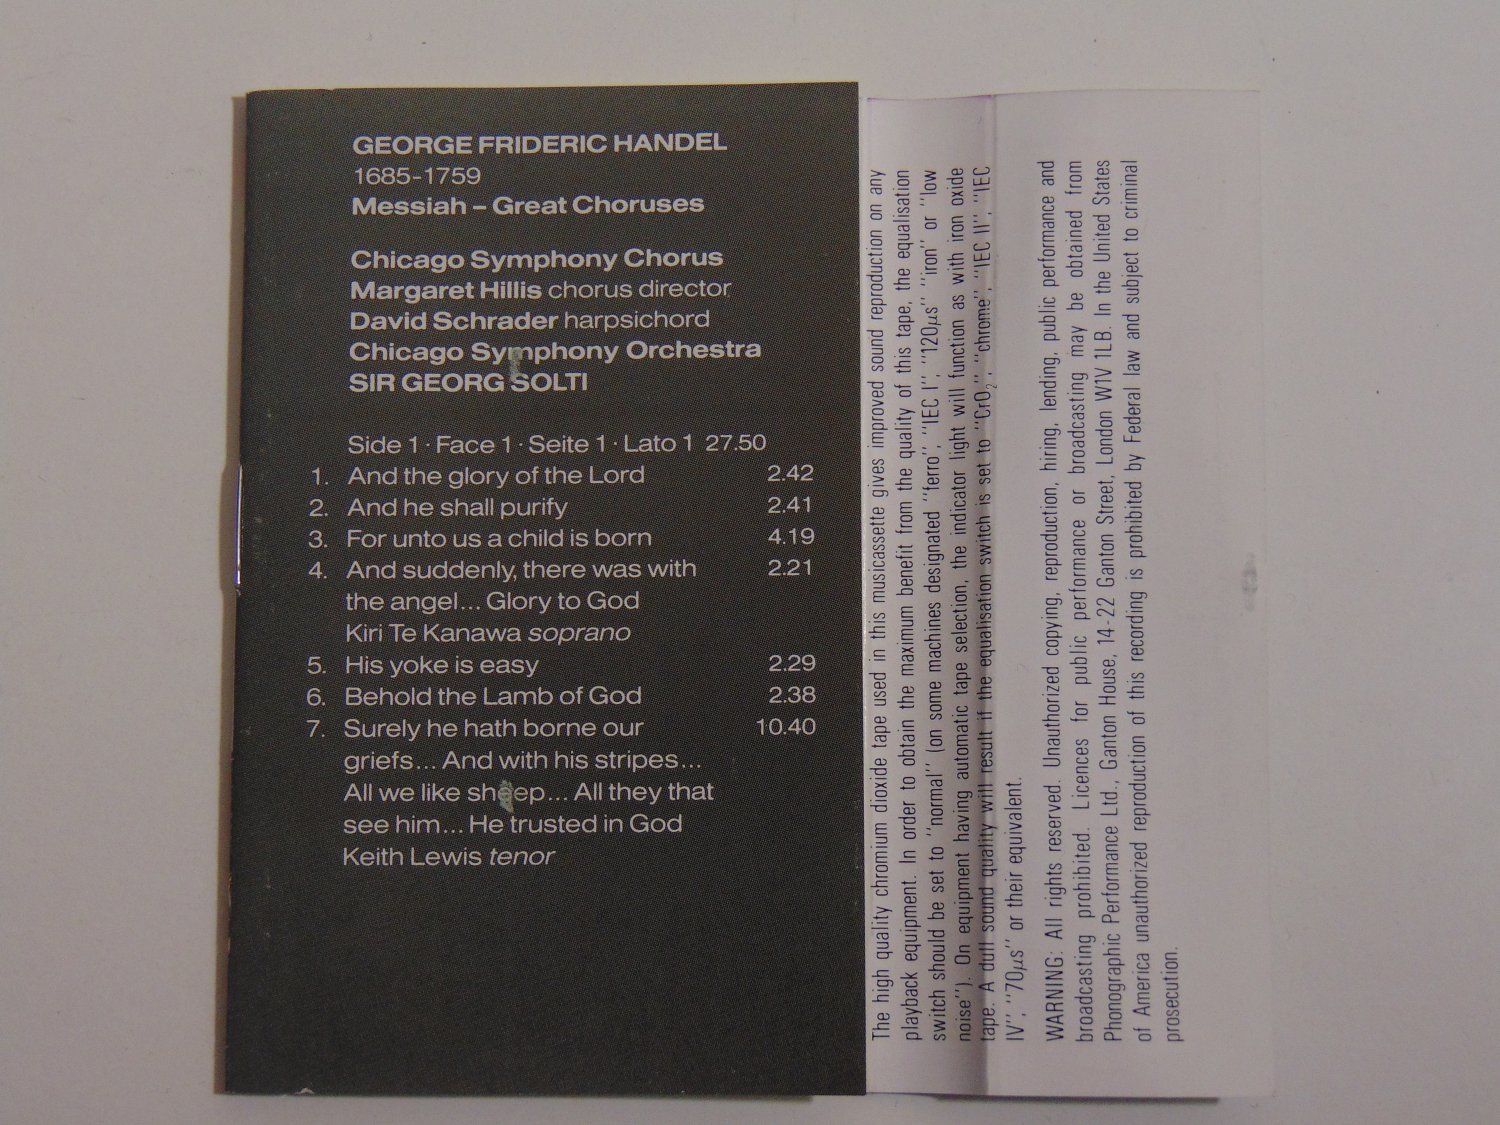 GEORGE FRIDERIC HANDEL
1685-1759
Messiah – Great Choruses
Chicago Symphony Chorus
Margaret Hillis chorus director
David Schrader harpsichord
Chicago Symphony Orchestra
SIR GEORG SOLTI
Side 1 · Face 1 · Seite 1 · Lato 1 27.50
1. And the glory of the Lord 2.42
2. And he shall purify 2.41
3. For unto us a child is born 4.19
4. And suddenly, there was with 2.21
the angel... Glory to God
Kiri Te Kanawa soprano
5. His yoke is easy 2.29
6. Behold the Lamb of God 2.38
7. Surely he hath borne our 10.40
griefs... And with his stripes...
All we like sheep... All they that
see him... He trusted in God
Keith Lewis tenor
The high quality chromium dioxide tape used in this musicassette gives improved sound reproduction on any
playback equipment. In order to obtain the maximum benefit from the quality of this tape, the equalisation
switch should be set to "normal" (on some machines designated "ferro", "IEC I", "120µs" "iron" or "low
noise"). On equipment having automatic tape selection, the indicator light will function as with iron oxide
tape. A dull sound quality will result if the equalisation switch is set to "CrO₂", "chrome", "IEC II", "IEC
IV", "70µs" or their equivalent.
WARNING: All rights reserved. Unauthorized copying, reproduction, hiring, lending, public performance and
broadcasting prohibited. Licences for public performance or broadcasting may be obtained from
Phonographic Performance Ltd., Ganton House, 14-22 Ganton Street, London W1V 1LB. In the United States
of America unauthorized reproduction of this recording is prohibited by Federal law and subject to criminal
prosecution.